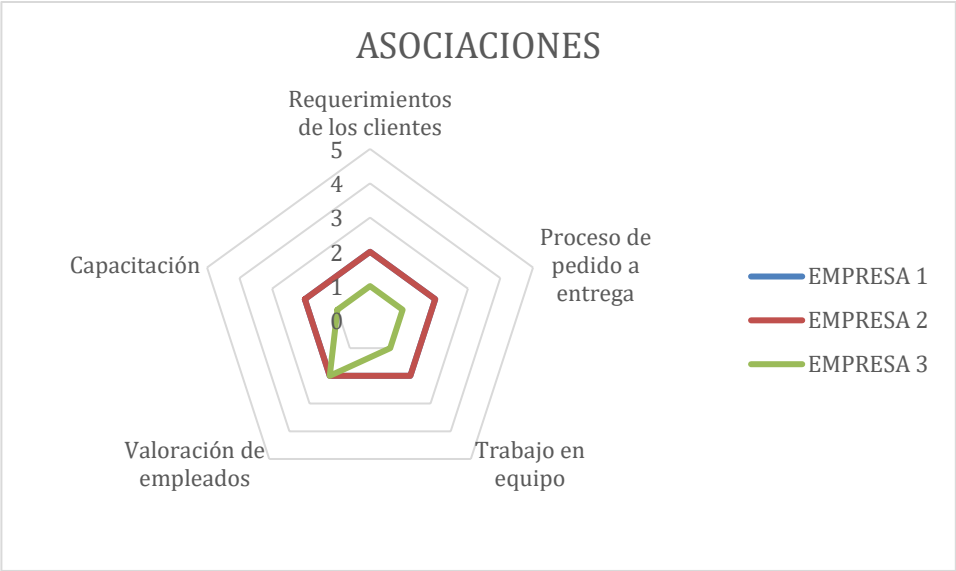 ASOCIACIONES
Requerimientos
de los clientes
5
4
3
2
1
0
Proceso de
pedido a
entrega
Trabajo en
equipo
Valoración de
empleados
Capacitación
EMPRESA 1
EMPRESA 2
EMPRESA 3